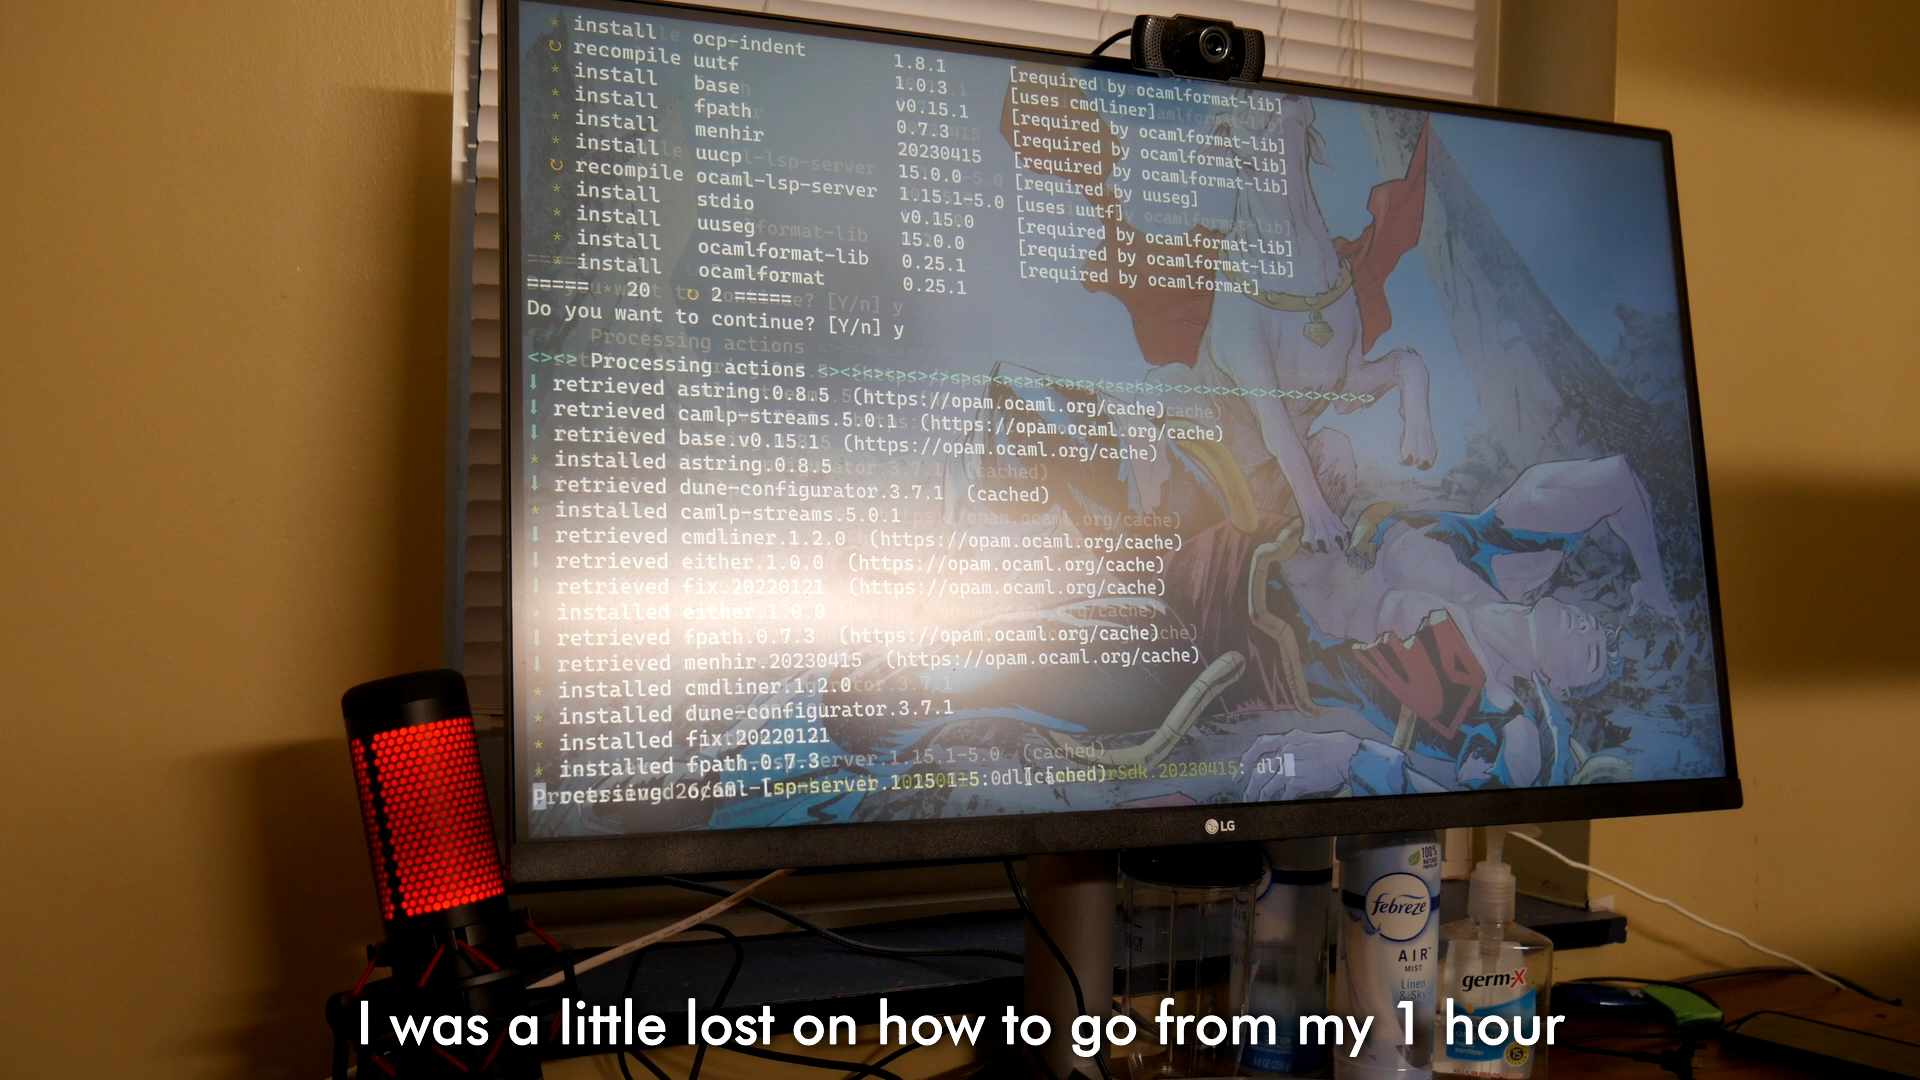 * install ocp-indent 1.8.1 [required by ocamlformat-lib]
↻ recompile uutf 1.0.3 [uses cmdliner]
* install base v0.15.1 [required by ocamlformat-lib]
* install fpath 0.7.3 [required by ocamlformat-lib]
* install menhir 20230415 [required by ocamlformat-lib]
* install uucp 15.0.0 [required by uuseg]
↻ recompile ocaml-lsp-server 1.15.1-5.0 [uses uutf]
* install stdio v0.15.0 [required by ocamlformat-lib]
* install uuseg 15.0.0 [required by ocamlformat-lib]
* install ocamlformat-lib 0.25.1 [required by ocamlformat]
* install ocamlformat 0.25.1
===== * 20 ↻ 2 =====
Do you want to continue? [Y/n] y
<><> Processing actions <><><><><><><><><><><><><><><><><><><><><><><>
retrieved astring.0.8.5 (https://opam.ocaml.org/cache)
retrieved camlp-streams.5.0.1 (https://opam.ocaml.org/cache)
retrieved base.v0.15.1 (https://opam.ocaml.org/cache)
* installed astring.0.8.5
retrieved dune-configurator.3.7.1 (cached)
* installed camlp-streams.5.0.1
retrieved cmdliner.1.2.0 (https://opam.ocaml.org/cache)
retrieved either.1.0.0 (https://opam.ocaml.org/cache)
retrieved fix.20220121 (https://opam.ocaml.org/cache)
* installed either.1.0.0
retrieved fpath.0.7.3 (https://opam.ocaml.org/cache)
retrieved menhir.20230415 (https://opam.ocaml.org/cache)
* installed cmdliner.1.2.0
* installed dune-configurator.3.7.1
* installed fix.20220121
* installed fpath.0.7.3
LG
100%
febreze
AIR
MIST
Linen
& Sky
germ-X
I was a little lost on how to go from my 1 hour